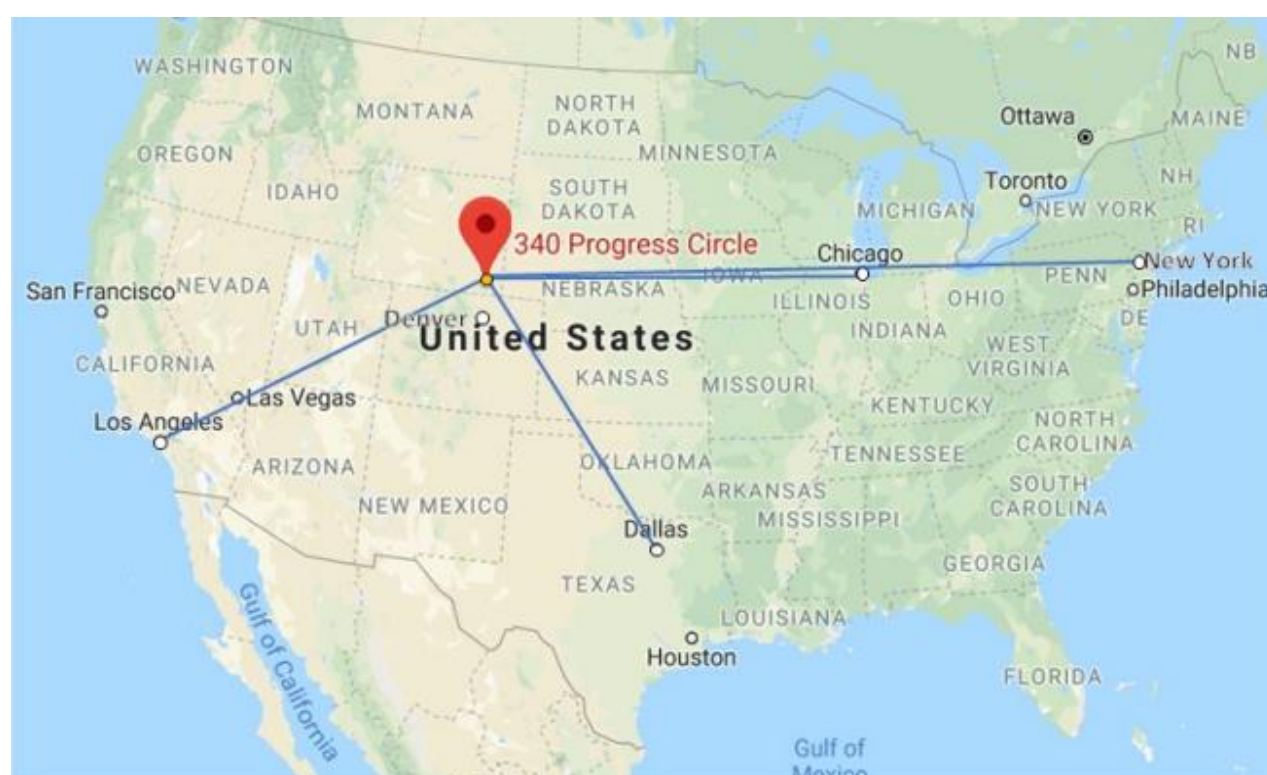 WASHINGTON
MONTANA
NORTH
DAKOTA
MINNESOTA
Ottawa
NB
MAINE
OREGON
IDAHO
SOUTH
DAKOTA
MICHIGAN
Toronto
NEW YORK
NH
RI
340 Progress Circle
Chicago
IOWA
New York
San Francisco
NEVADA
UTAH
Denver
NEBRASKA
ILLINOIS
INDIANA
OHIO
PENN
Philadelphia
DE
United States
CALIFORNIA
KANSAS
MISSOURI
WEST
VIRGINIA
KENTUCKY
Las Vegas
Los Angeles
NORTH
CAROLINA
ARIZONA
NEW MEXICO
OKLAHOMA
TENNESSEE
ARKANSAS
SOUTH
CAROLINA
MISSISSIPPI
Dallas
TEXAS
GEORGIA
LOUISIANA
Houston
FLORIDA
Gulf of California
Gulf of
Mexico